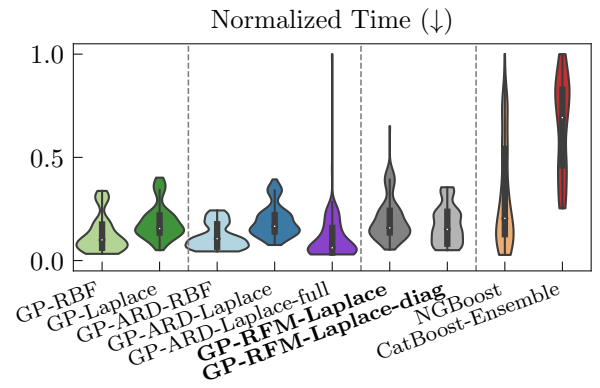 Normalized Time (↓)
1.0
0.5
0.0
GP-RBF
GP-Laplace
GP-ARD-RBF
GP-ARD-Laplace
GP-ARD-Laplace-full
GP-RFM-Laplace
GP-RFM-Laplace-diag
NGBoost
CatBoost-Ensemble